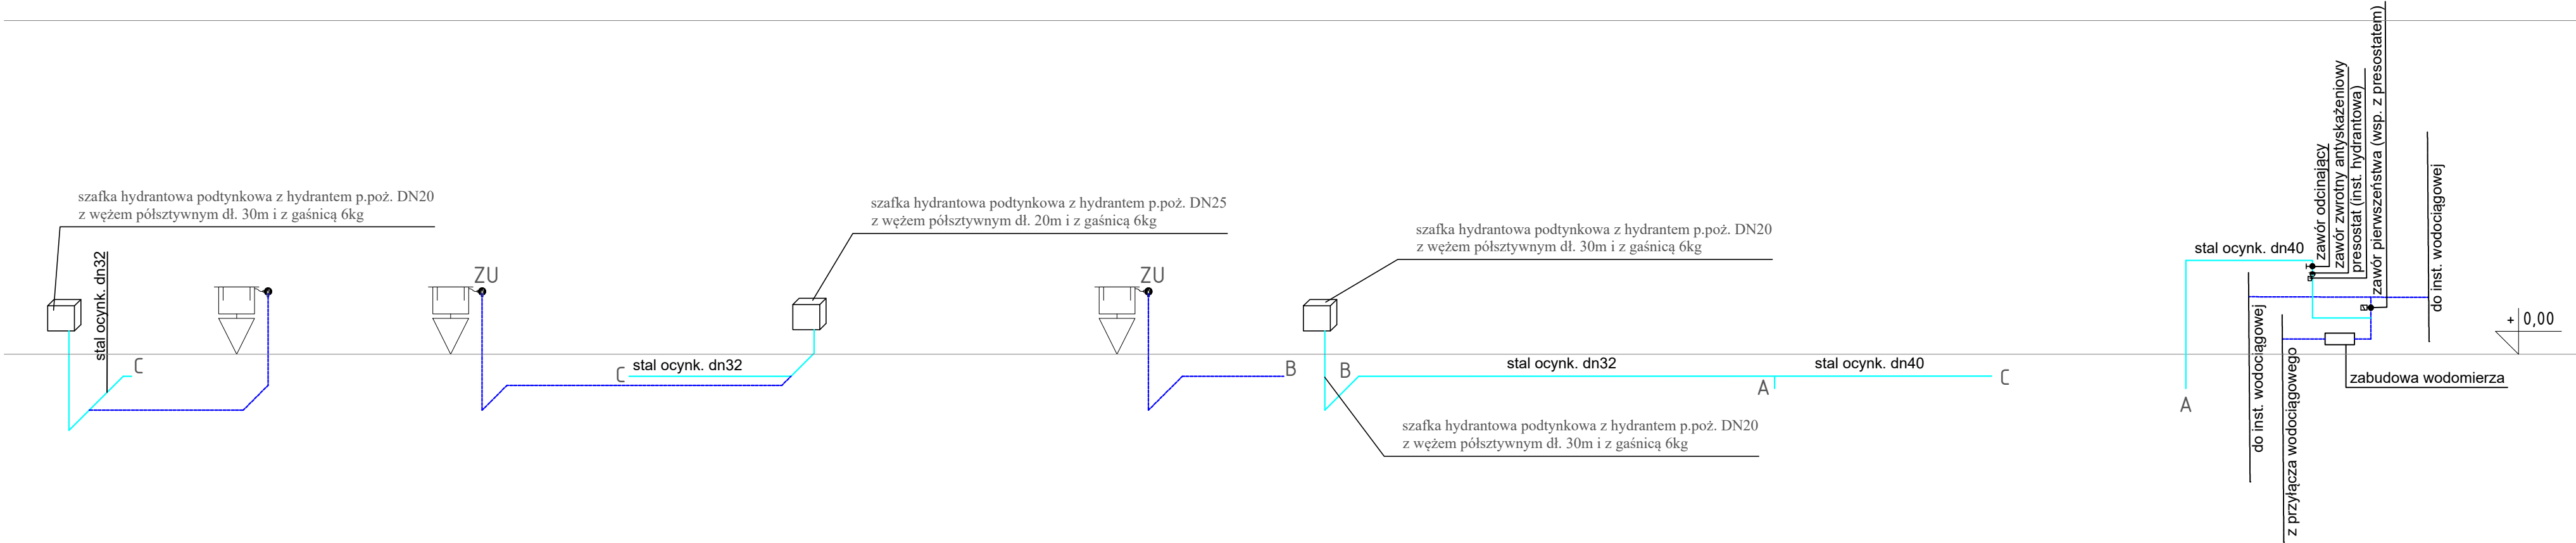 szafka hydrantowa podtynkowa z hydrantem p.poż. DN20
z wężem półsztywnym dł. 30m i z gaśnicą 6kg
stal ocynk. dn32
C
ZU
szafka hydrantowa podtynkowa z hydrantem p.poż. DN25
z wężem półsztywnym dł. 20m i z gaśnicą 6kg
C
stal ocynk. dn32
ZU
B
szafka hydrantowa podtynkowa z hydrantem p.poż. DN20
z wężem półsztywnym dł. 30m i z gaśnicą 6kg
B
stal ocynk. dn32
A
stal ocynk. dn40
C
szafka hydrantowa podtynkowa z hydrantem p.poż. DN20
z wężem półsztywnym dł. 30m i z gaśnicą 6kg
stal ocynk. dn40
A
zawór odcinający
zawór zwrotny antyskażeniowy
presostat (inst. hydrantowa)
zawór pierwszeństwa (wsp. z presostatem)
do inst. wodociągowej
do inst. wodociągowej
z przyłącza wodociągowego
zabudowa wodomierza
+ 0,00